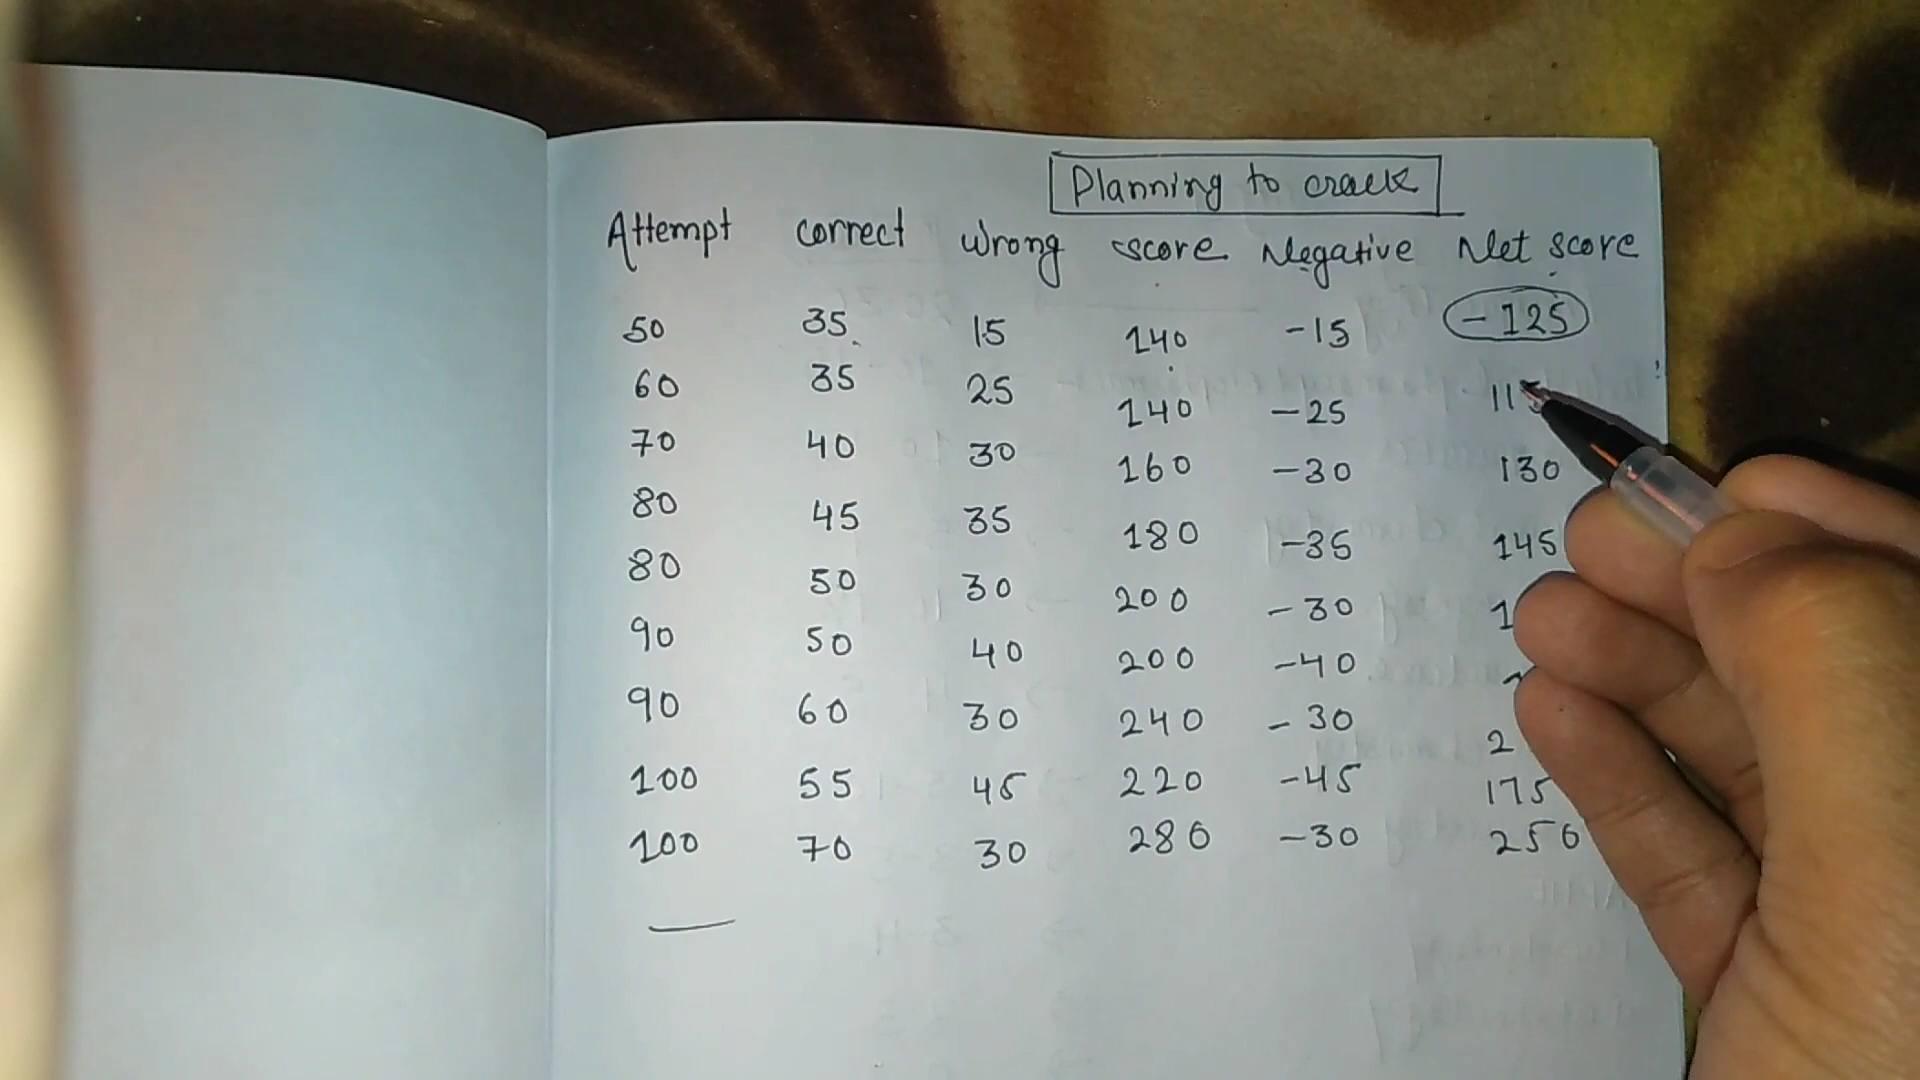 Planning to crack
Attempt correct Wrong score Negative Net score
50 35 15 140 -15 -125
60 35 25 140 -25 115
70 40 30 160 -30 130
80 45 35 180 -35 145
80 50 30 200 -30
90 50 40 200 -40
90 60 30 240 -30
100 55 45 220 -45 175
100 70 30 280 -30 250